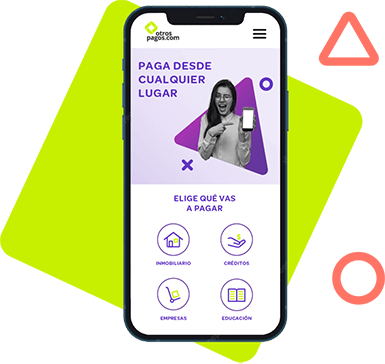 otros
pagos.com
PAGA DESDE
CUALQUIER
LUGAR
ELIGE QUÉ VAS
A PAGAR
INMOBILIARIO
CRÉDITOS
EMPRESAS
EDUCACIÓN